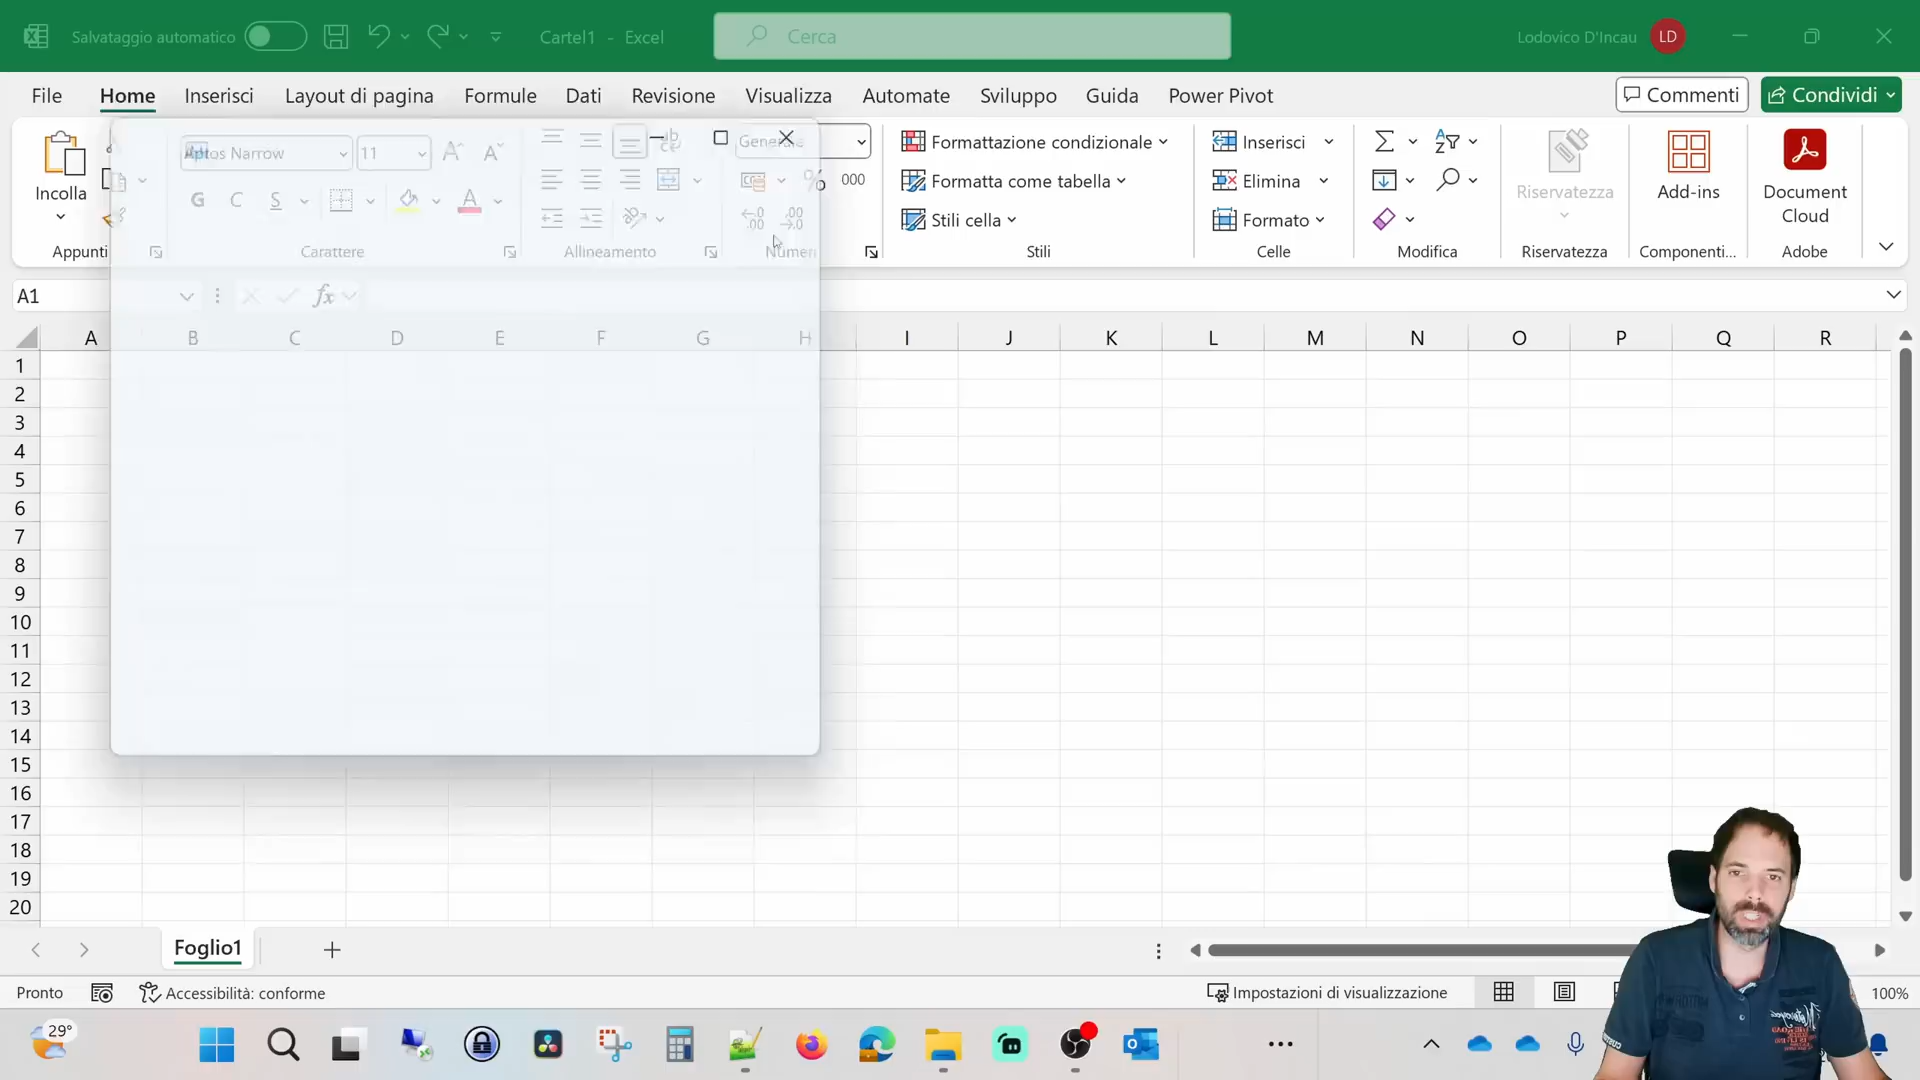 Salvataggio automatico
Cartel1 - Excel
Cerca
Lodovico D'Incau
LD
File
Home
Inserisci
Layout di pagina
Formule
Dati
Revisione
Visualizza
Automate
Sviluppo
Guida
Power Pivot
Commenti
Condividi
Incolla
Appunti
Aptos Narrow
11
G
C
S
A
Carattere
ab
Allineamento
Generale
%
000
Numeri
Formattazione condizionale
Formatta come tabella
Stili cella
Stili
Inserisci
Elimina
Formato
Celle
Modifica
Riservatezza
Riservatezza
Add-ins
Componenti...
Document
Cloud
Adobe
A1
fx
A B C D E F G H I J K L M N O P Q R
1
2
3
4
5
6
7
8
9
10
11
12
13
14
15
16
17
18
19
20
Foglio1
Pronto
Accessibilità: conforme
Impostazioni di visualizzazione
100%
29°